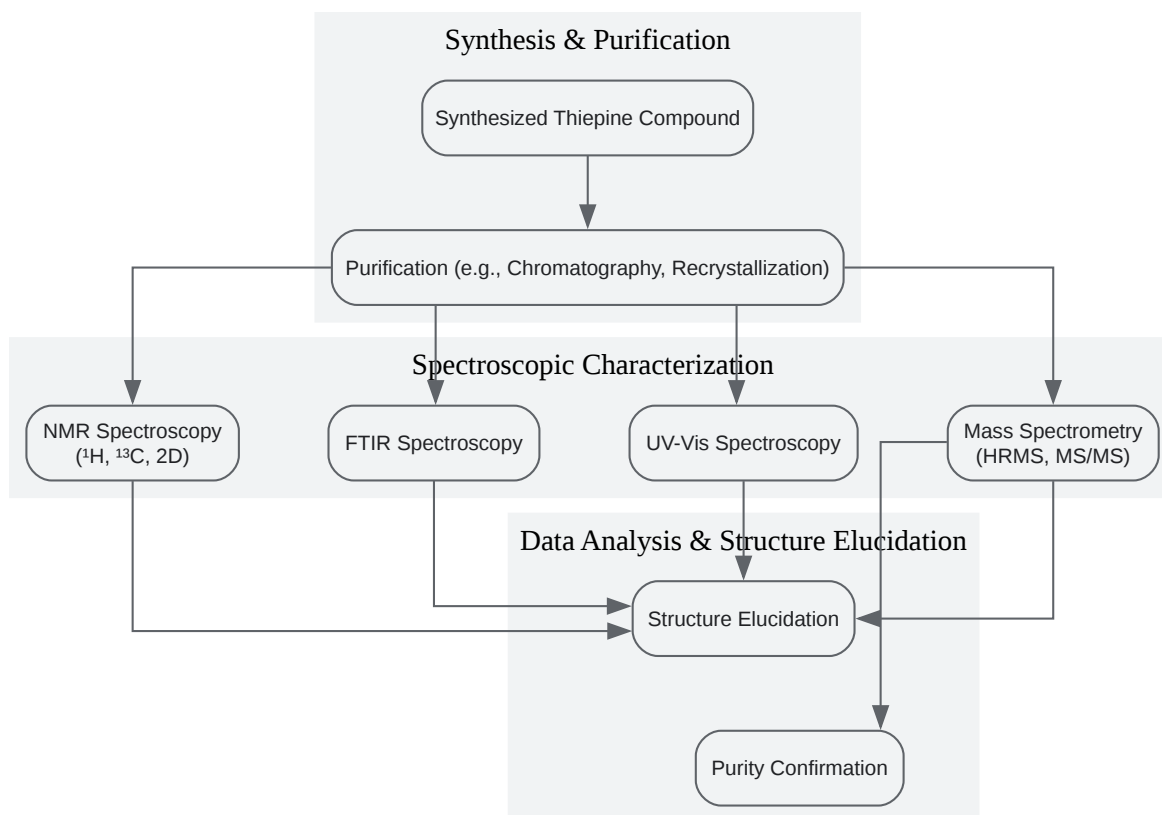 Synthesis & Purification
Synthesized Thiepine Compound
Purification (e.g., Chromatography, Recrystallization)
Spectroscopic Characterization
NMR Spectroscopy
(¹H, ¹³C, 2D)
FTIR Spectroscopy
UV-Vis Spectroscopy
Mass Spectrometry
(HRMS, MS/MS)
Data Analysis & Structure Elucidation
Structure Elucidation
Purity Confirmation